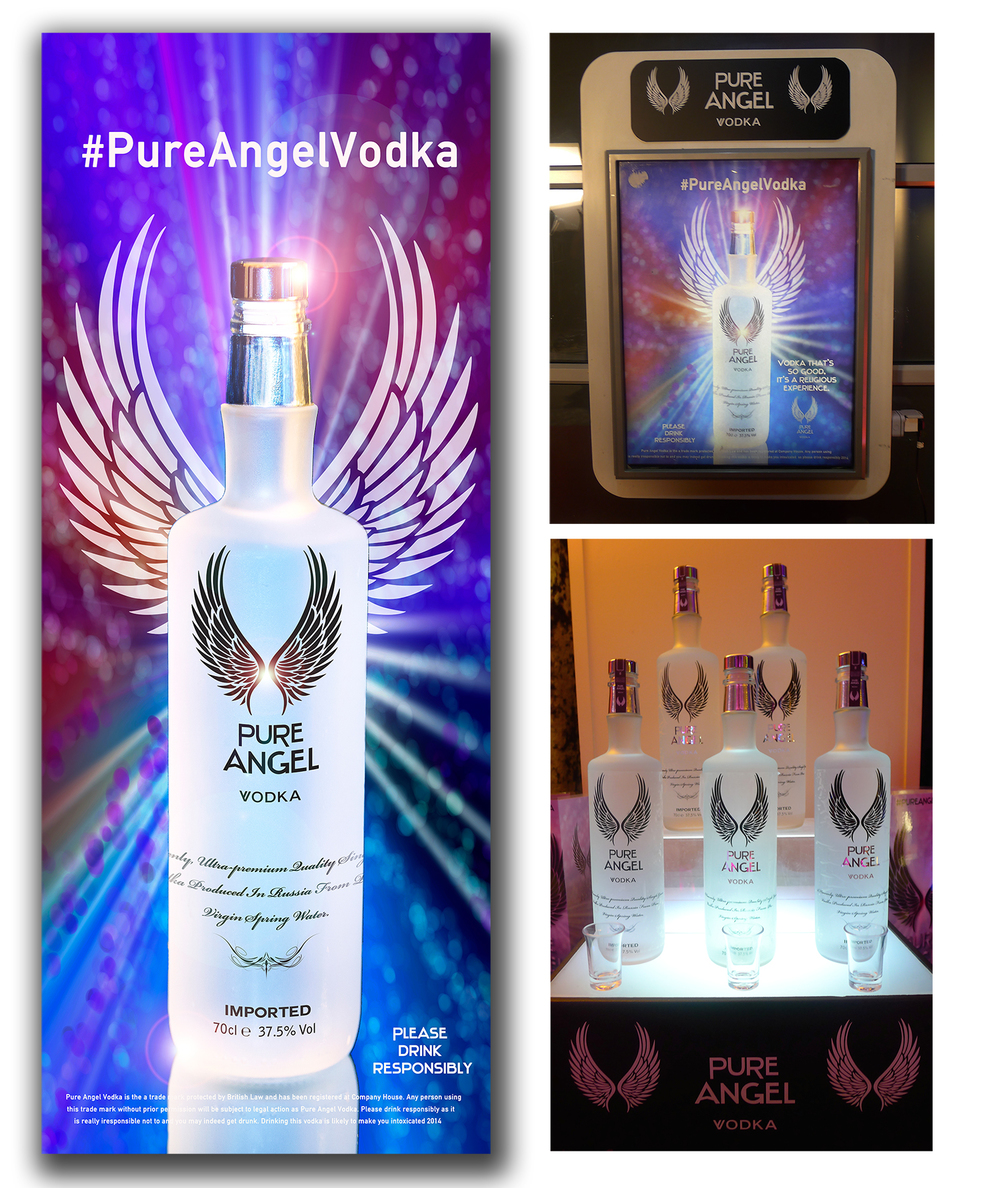 #PureAngelVodka
PURE
ANGEL
VODKA
Ultra-premium Quality
Produced In Russia From
Virgin Spring Water.
IMPORTED
70cl e 37.5% Vol
PLEASE
DRINK
RESPONSIBLY
Pure Angel Vodka is the a trade protected by British Law and has been registered at Company House. Any person using
this trade mark without prior will be subject to legal action as Pure Angel Vodka. Please drink responsibly as it
is really irresponsible not to and you may indeed get drunk. Drinking this vodka is likely to make you intoxicated 2014
PURE
ANGEL
VODKA
#PureAngelVodka
PURE
ANGEL
VODKA
VODKA THAT'S
SO GOOD,
IT'S A RELIGIOUS
EXPERIENCE.
PURE
ANGEL
IMPORTED
PLEASE
DRINK
RESPONSIBLY
IMPORTED
IMPORTED
PURE
ANGEL
VODKA
PURE
ANGEL
VODKA
PURE
ANGEL
VODKA
IMPORTED
PURE
ANGEL
VODKA